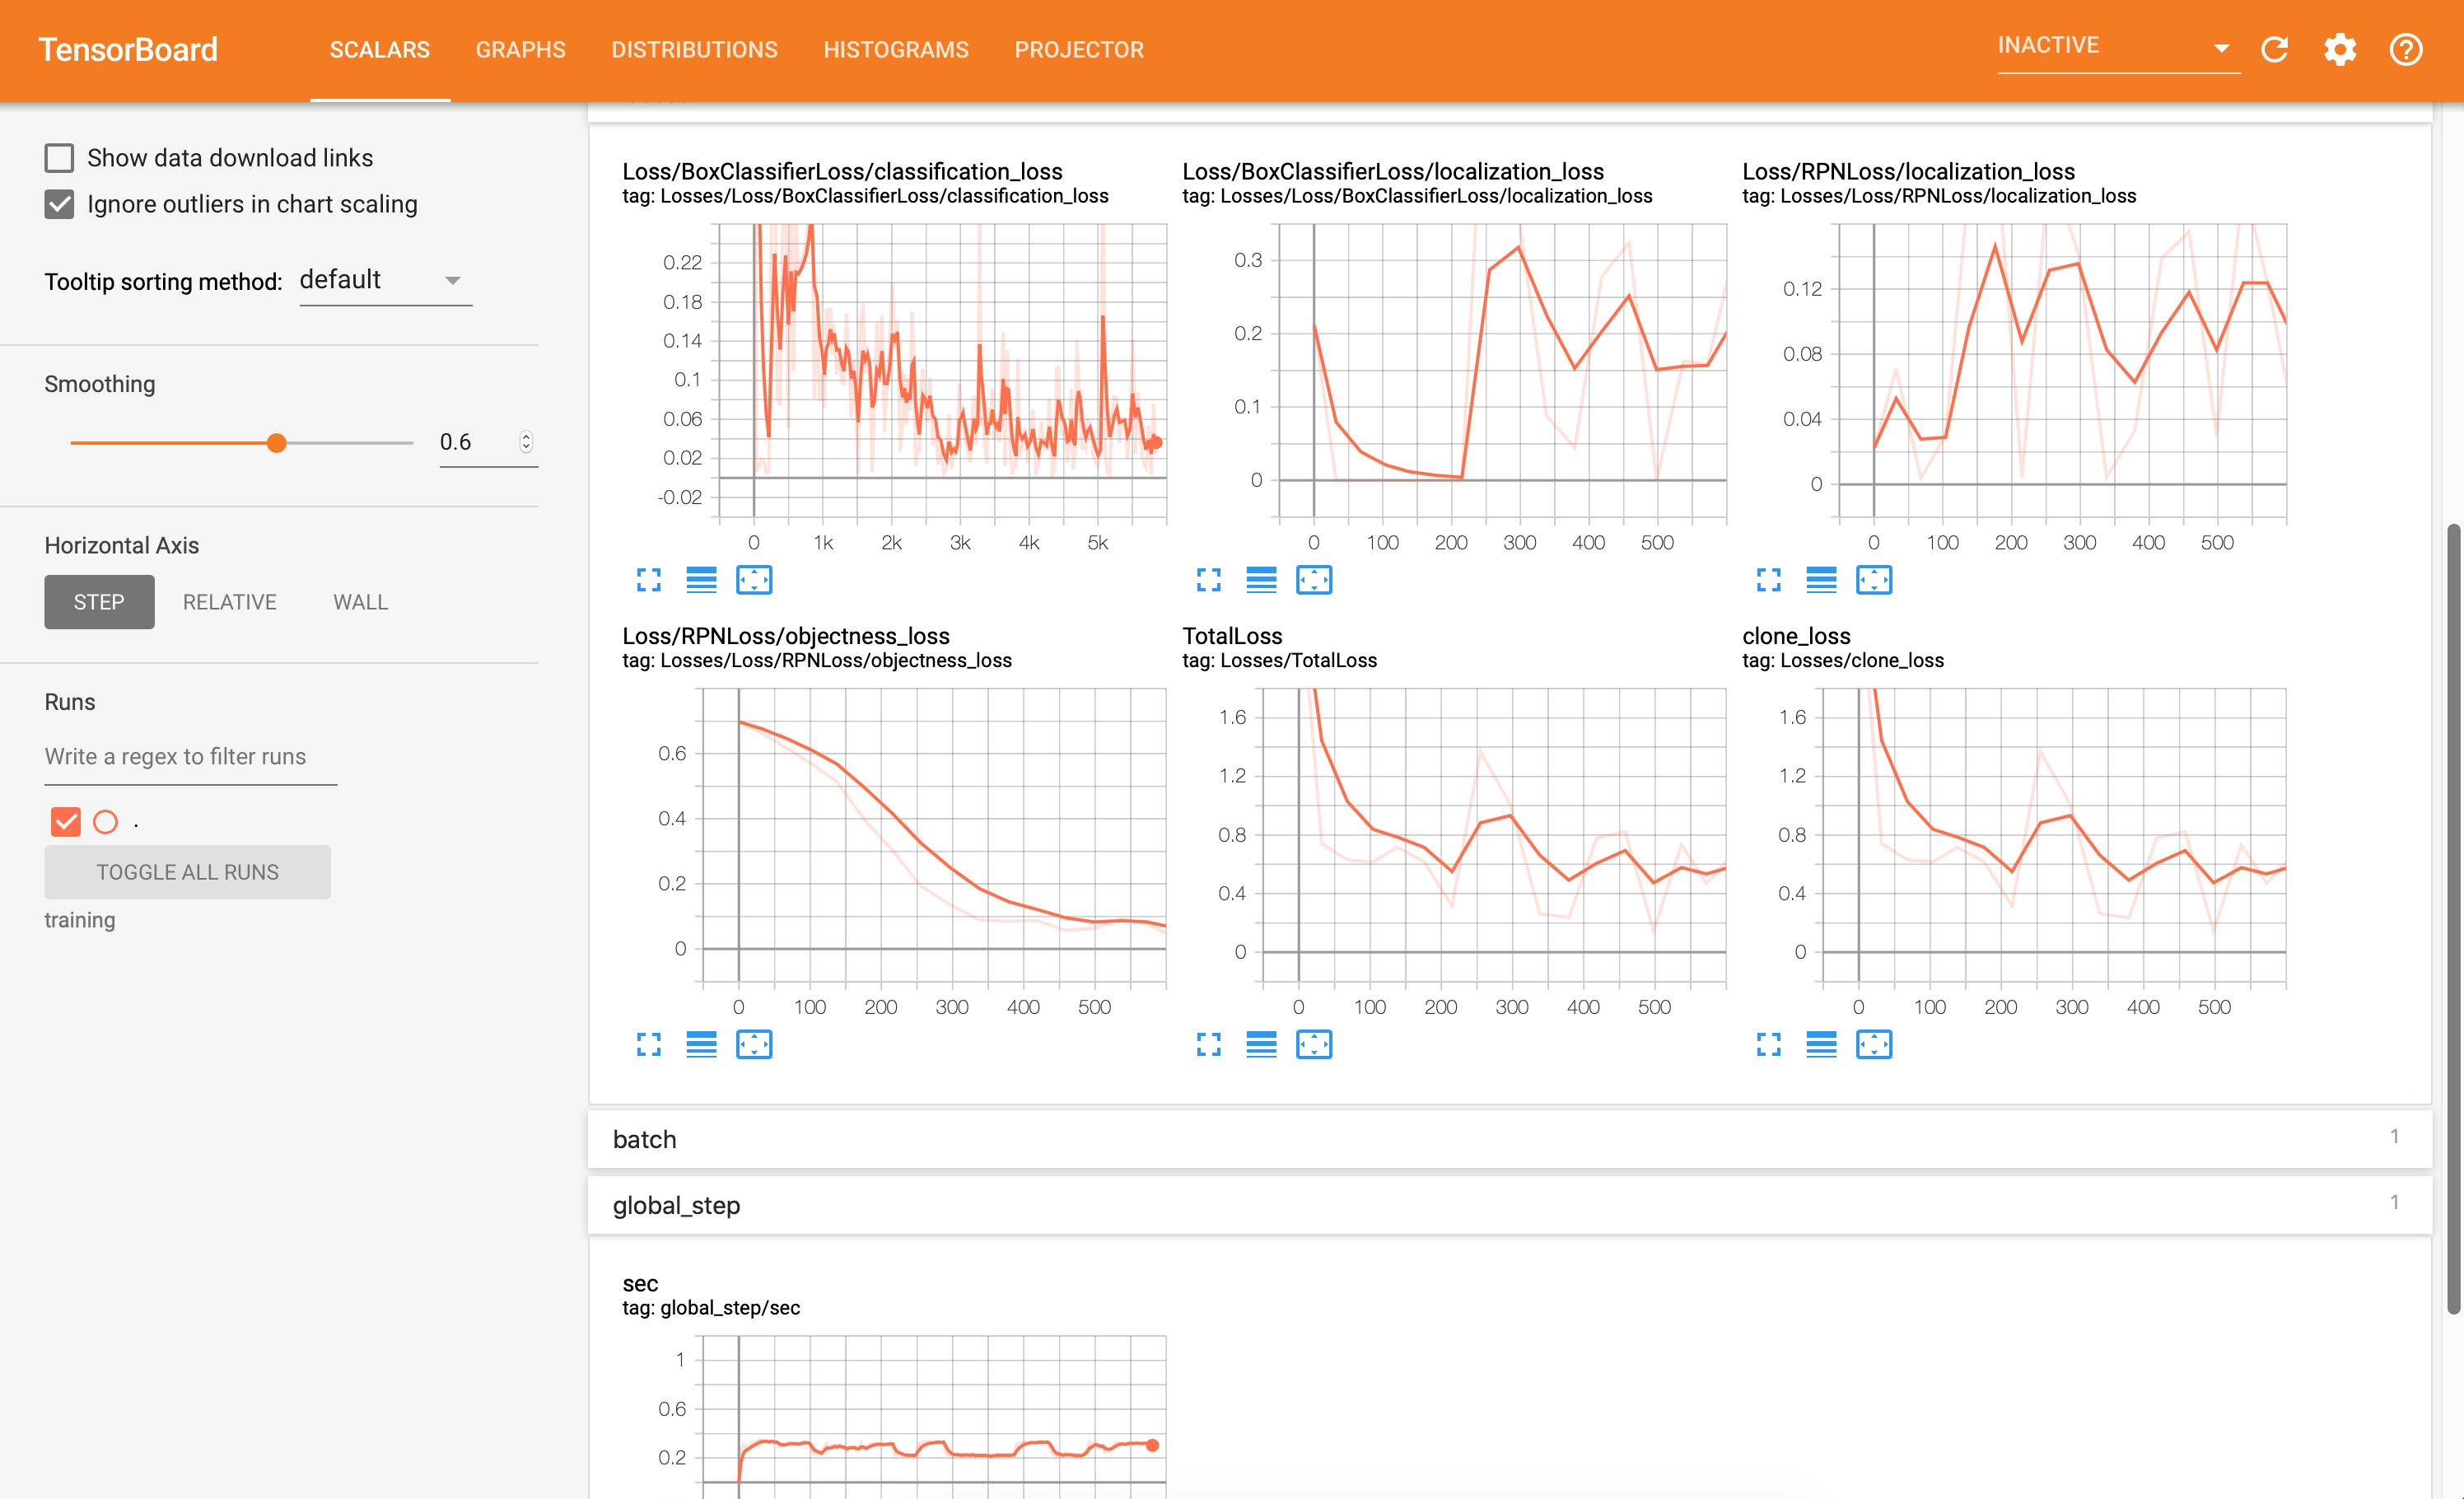 TensorBoard
SCALARS
GRAPHS
DISTRIBUTIONS
HISTOGRAMS
PROJECTOR
INACTIVE
Show data download links
Ignore outliers in chart scaling
Tooltip sorting method: default
Smoothing
0.6
Horizontal Axis
STEP
RELATIVE
WALL
Runs
Write a regex to filter runs
.
TOGGLE ALL RUNS
training
Loss/BoxClassifierLoss/classification_loss
tag: Losses/Loss/BoxClassifierLoss/classification_loss
0.22
0.18
0.14
0.1
0.06
0.02
-0.02
0 1k 2k 3k 4k 5k
Loss/BoxClassifierLoss/localization_loss
tag: Losses/Loss/BoxClassifierLoss/localization_loss
0.3
0.2
0.1
0
0 100 200 300 400 500
Loss/RPNLoss/localization_loss
tag: Losses/Loss/RPNLoss/localization_loss
0.12
0.08
0.04
0
0 100 200 300 400 500
Loss/RPNLoss/objectness_loss
tag: Losses/Loss/RPNLoss/objectness_loss
0.6
0.4
0.2
0
0 100 200 300 400 500
TotalLoss
tag: Losses/TotalLoss
1.6
1.2
0.8
0.4
0
0 100 200 300 400 500
clone_loss
tag: Losses/clone_loss
1.6
1.2
0.8
0.4
0
0 100 200 300 400 500
batch 1
global_step 1
sec
tag: global_step/sec
1
0.6
0.2